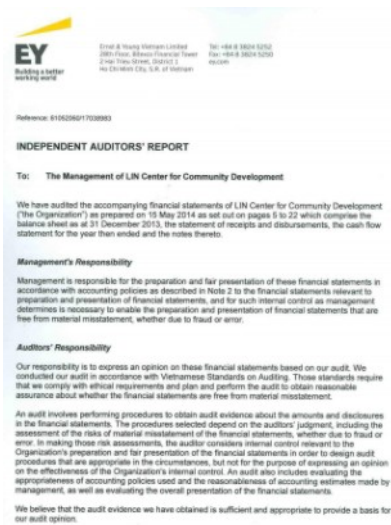 EY
Building a better
working world
Ernst & Young Vietnam Limited
28th Floor, Bitexco Financial Tower
2 Hai Trieu Street, District 1
Ho Chi Minh City, S.R. of Vietnam
Tel: +84 8 3824 5252
Fax: +84 8 3824 5250
ey.com
Reference: 61052060/17038983
INDEPENDENT AUDITORS' REPORT
To: The Management of LIN Center for Community Development
We have audited the accompanying financial statements of LIN Center for Community Development
("the Organization") as prepared on 15 May 2014 as set out on pages 5 to 22 which comprise the
balance sheet as at 31 December 2013, the statement of receipts and disbursements, the cash flow
statement for the year then ended and the notes thereto.
Management's Responsibility
Management is responsible for the preparation and fair presentation of these financial statements in
accordance with accounting policies as described in Note 2 to the financial statements relevant to
preparation and presentation of financial statements, and for such internal control as management
determines is necessary to enable the preparation and presentation of financial statements that are
free from material misstatement, whether due to fraud or error.
Auditors' Responsibility
Our responsibility is to express an opinion on these financial statements based on our audit. We
conducted our audit in accordance with Vietnamese Standards on Auditing. Those standards require
that we comply with ethical requirements and plan and perform the audit to obtain reasonable
assurance about whether the financial statements are free from material misstatement.
An audit involves performing procedures to obtain audit evidence about the amounts and disclosures
in the financial statements. The procedures selected depend on the auditors' judgment, including the
assessment of the risks of material misstatement of the financial statements, whether due to fraud or
error. In making those risk assessments, the auditor considers internal control relevant to the
Organization's preparation and fair presentation of the financial statements in order to design audit
procedures that are appropriate in the circumstances, but not for the purpose of expressing an opinion
on the effectiveness of the Organization's internal control. An audit also includes evaluating the
appropriateness of accounting policies used and the reasonableness of accounting estimates made by
management, as well as evaluating the overall presentation of the financial statements.
We believe that the audit evidence we have obtained is sufficient and appropriate to provide a basis for
our audit opinion.